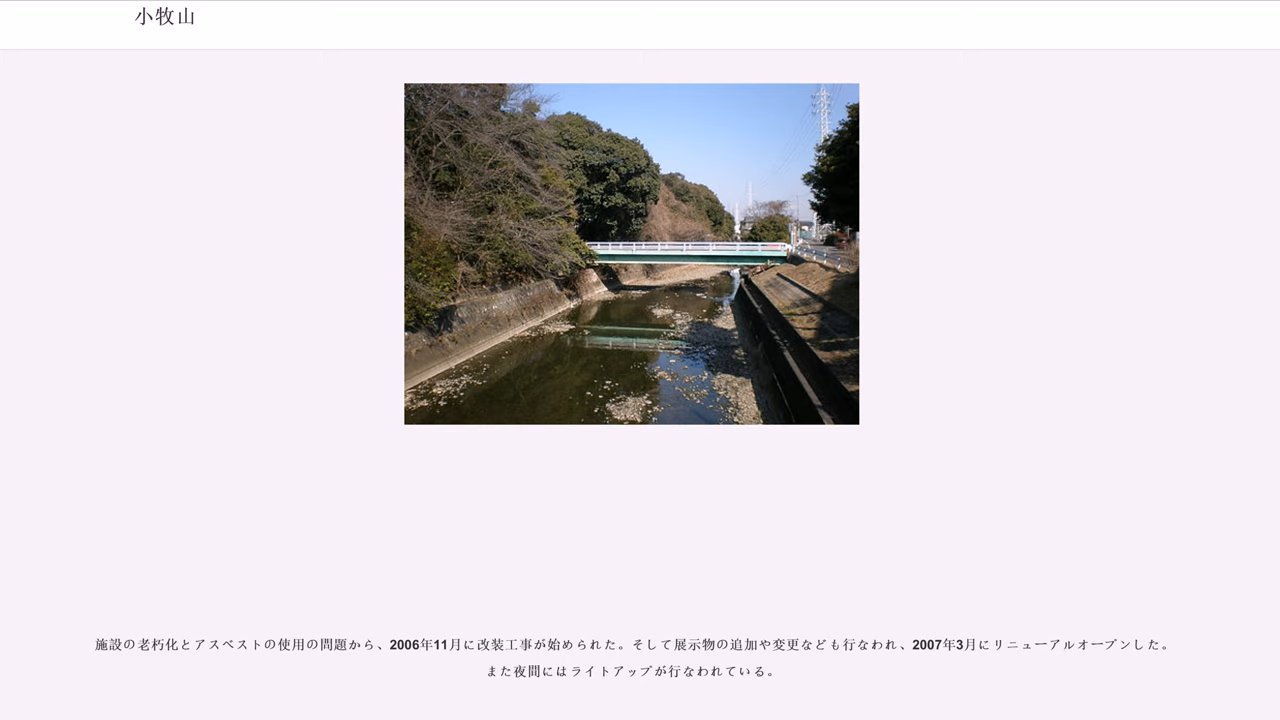 小牧山
施設の老朽化とアスベストの使用の問題から、2006年11月に改装工事が始められた。そして展示物の追加や変更なども行なわれ、2007年3月にリニューアルオープンした。
また夜間にはライトアップが行なわれている。